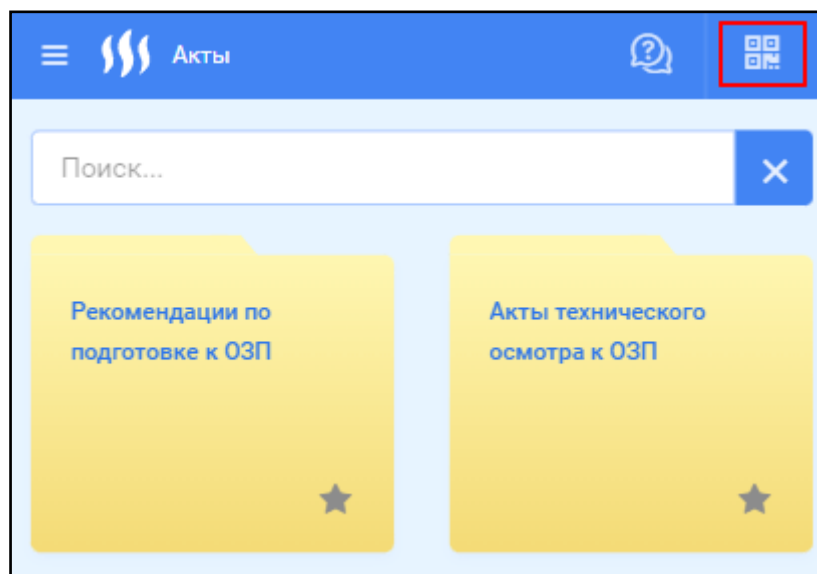 Акты
Поиск...
Рекомендации по
подготовке к ОЗП
Акты технического
осмотра к ОЗП